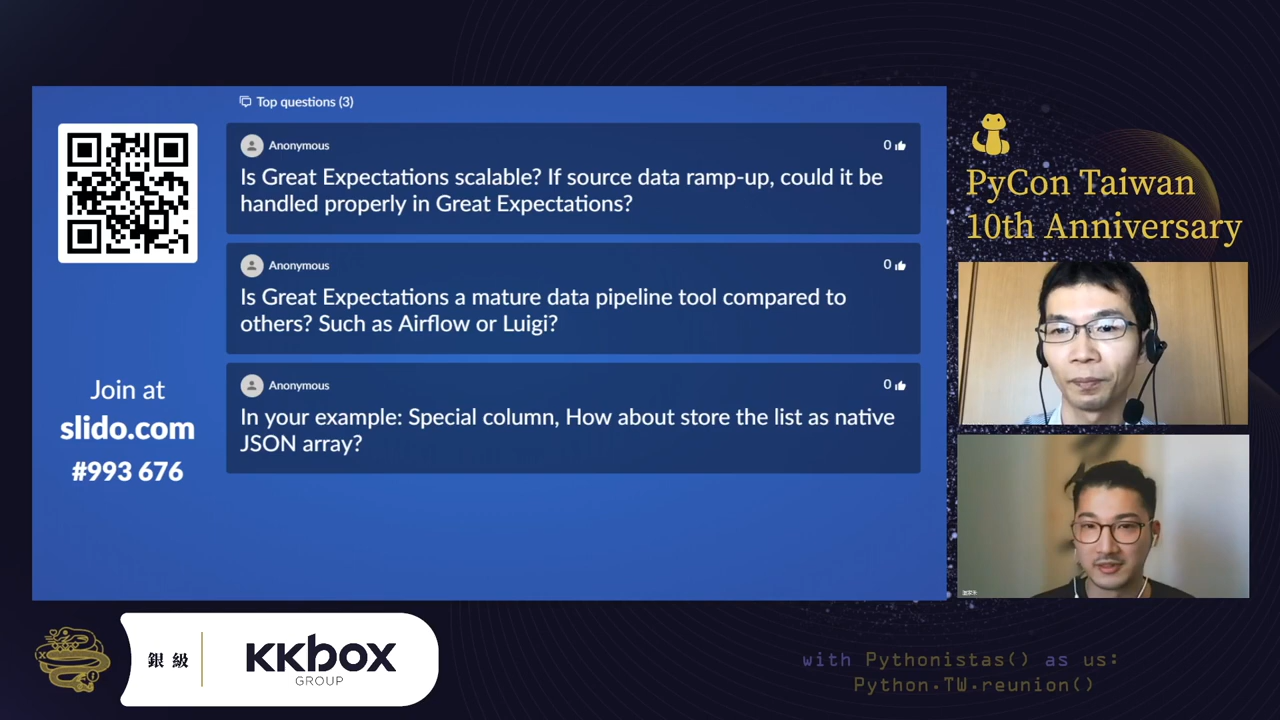 Top questions (3)
Anonymous
0
Is Great Expectations scalable? If source data ramp-up, could it be
handled properly in Great Expectations?
Anonymous
0
Is Great Expectations a mature data pipeline tool compared to
others? Such as Airflow or Luigi?
Anonymous
0
In your example: Special column, How about store the list as native
JSON array?
Join at
slido.com
#993 676
PyCon Taiwan
10th Anniversary
銀級
KKBOX
GROUP
with Pythonistas() as us:
Python.TW.reunion()